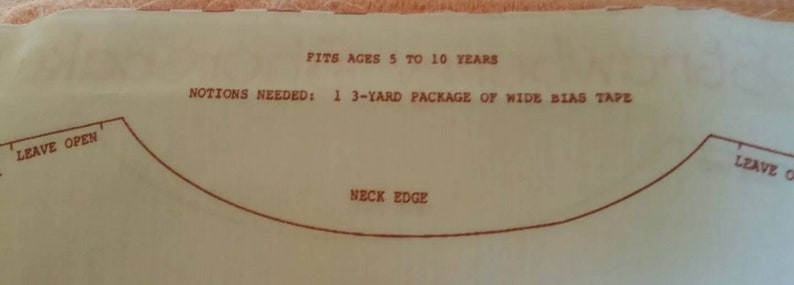 FITS AGES 5 TO 10 YEARS
NOTIONS NEEDED: 1 3-YARD PACKAGE OF WIDE BIAS TAPE
LEAVE OPEN
LEAVE O
NECK EDGE